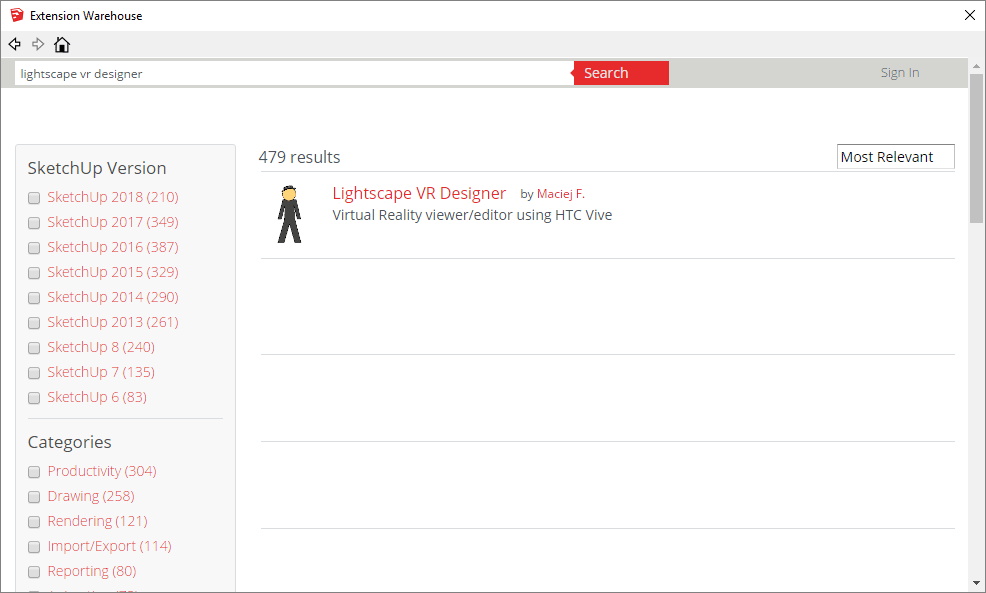 Extension Warehouse
lightscape vr designer
Search
Sign In
SketchUp Version
SketchUp 2018 (210)
SketchUp 2017 (349)
SketchUp 2016 (387)
SketchUp 2015 (329)
SketchUp 2014 (290)
SketchUp 2013 (261)
SketchUp 8 (240)
SketchUp 7 (135)
SketchUp 6 (83)
Categories
Productivity (304)
Drawing (258)
Rendering (121)
Import/Export (114)
Reporting (80)
479 results
Most Relevant
Lightscape VR Designer by Maciej F.
Virtual Reality viewer/editor using HTC Vive